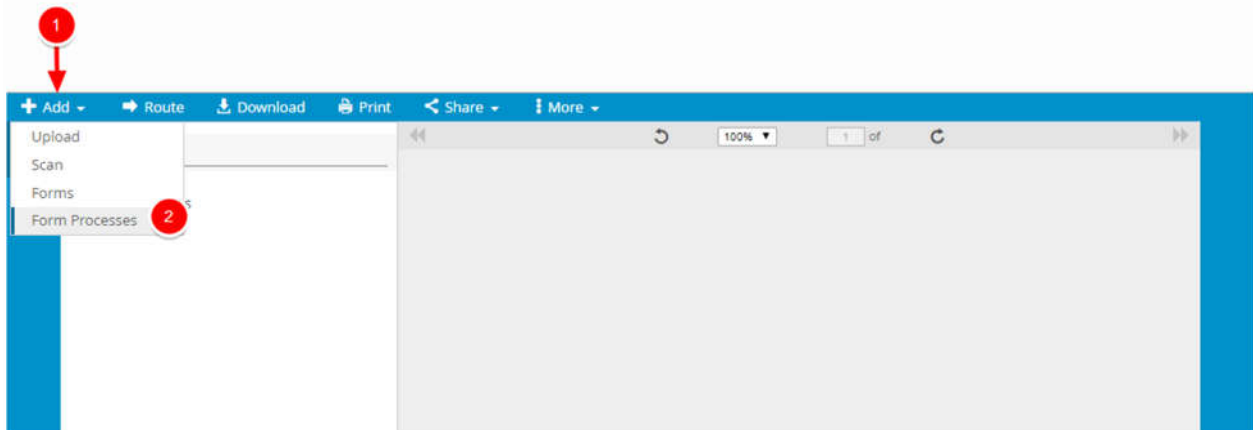 1
Add Route Download Print Share More
Upload
100% 1 of
Scan
Forms
s
Form Processes 2